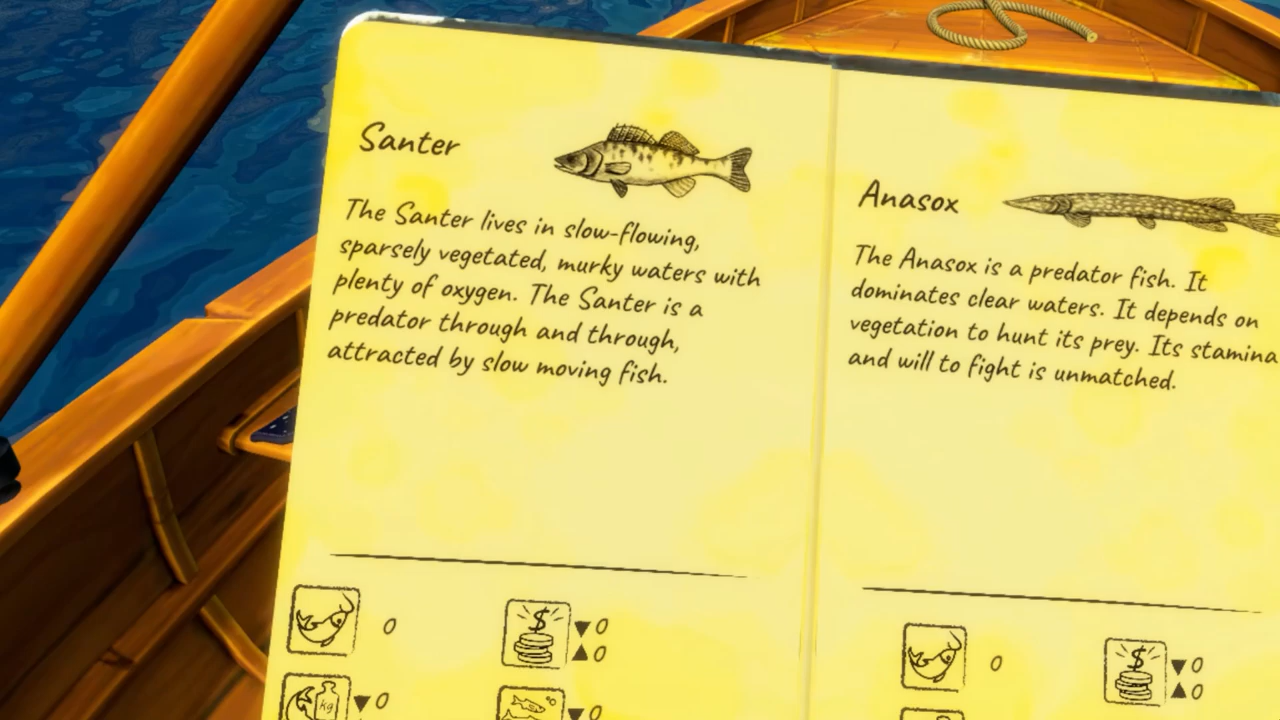 Santer
The Santer lives in slow-flowing,
sparsely vegetated, murky waters with
plenty of oxygen. The Santer is a
predator through and through,
attracted by slow moving fish.
0
$
▼0
▲0
kg
▼0
▼0
Anasox
The Anasox is a predator fish. It
dominates clear waters. It depends on
vegetation to hunt its prey. Its stamina
and will to fight is unmatched.
0
$
▼0
▲0